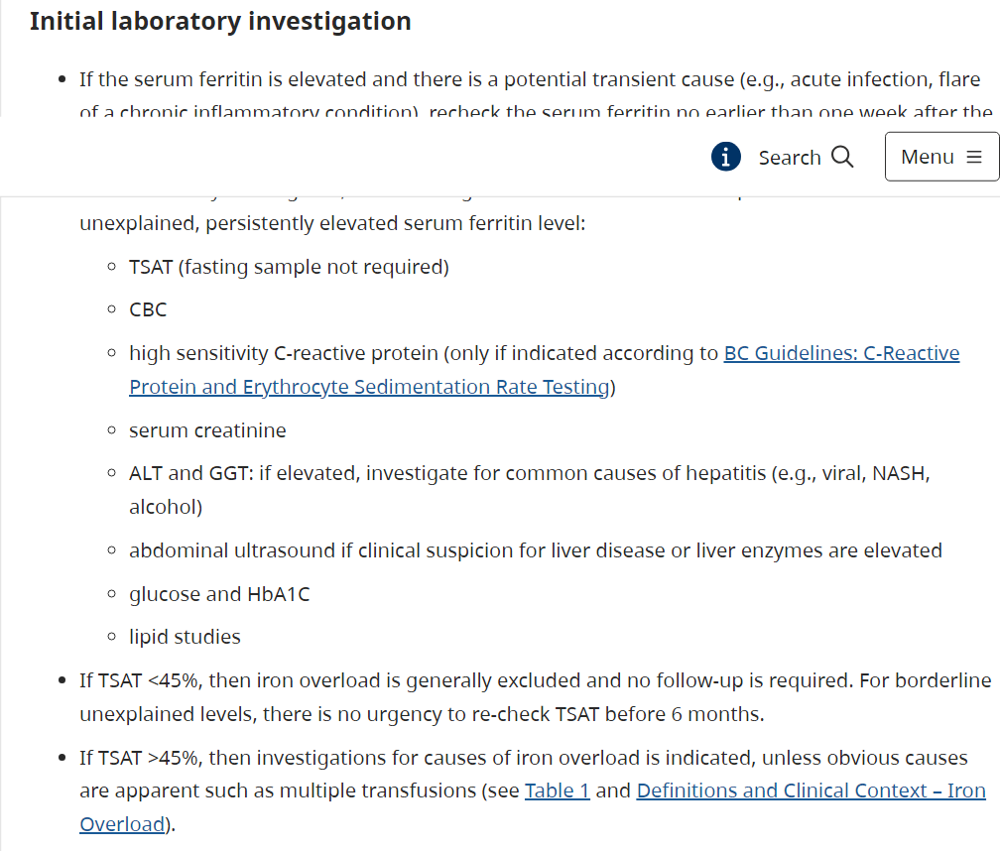 Initial laboratory investigation
• If the serum ferritin is elevated and there is a potential transient cause (e.g., acute infection, flare
of a chronic inflammatory condition), recheck the serum ferritin no earlier than one week after the
i Search Menu
unexplained, persistently elevated serum ferritin level:
◦ TSAT (fasting sample not required)
◦ CBC
◦ high sensitivity C-reactive protein (only if indicated according to BC Guidelines: C-Reactive
Protein and Erythrocyte Sedimentation Rate Testing)
◦ serum creatinine
◦ ALT and GGT: if elevated, investigate for common causes of hepatitis (e.g., viral, NASH,
alcohol)
◦ abdominal ultrasound if clinical suspicion for liver disease or liver enzymes are elevated
◦ glucose and HbA1C
◦ lipid studies
• If TSAT <45%, then iron overload is generally excluded and no follow-up is required. For borderline
unexplained levels, there is no urgency to re-check TSAT before 6 months.
• If TSAT >45%, then investigations for causes of iron overload is indicated, unless obvious causes
are apparent such as multiple transfusions (see Table 1 and Definitions and Clinical Context – Iron
Overload).